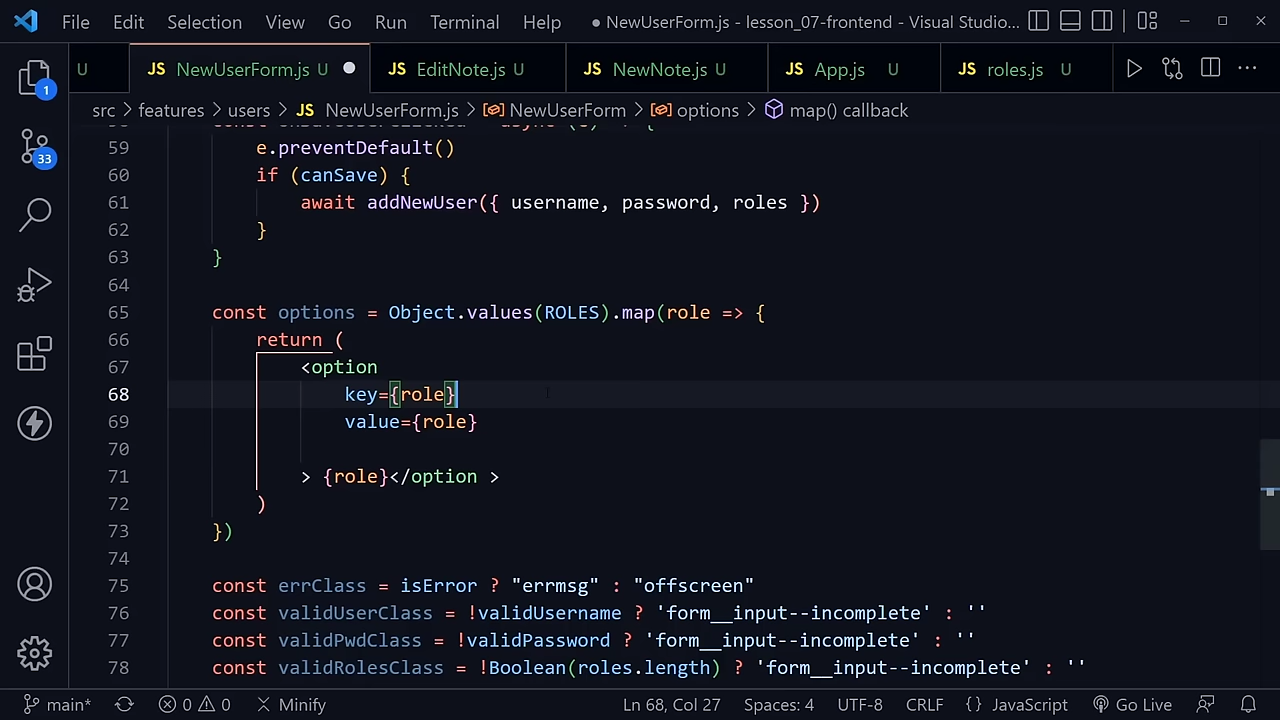 File Edit Selection View Go Run Terminal Help ● NewUserForm.js - lesson_07-frontend - Visual Studio...
U JS NewUserForm.js U JS EditNote.js U JS NewNote.js U JS App.js U JS roles.js U
src > features > users > JS NewUserForm.js > NewUserForm > options > map() callback
59 e.preventDefault()
60 if (canSave) {
61 await addNewUser({ username, password, roles })
62 }
63 }
64
65 const options = Object.values(ROLES).map(role => {
66 return (
67 <option
68 key={role}
69 value={role}
70
71 > {role}</option >
72 )
73 })
74
75 const errClass = isError ? "errmsg" : "offscreen"
76 const validUserClass = !validUsername ? 'form__input--incomplete' : ''
77 const validPwdClass = !validPassword ? 'form__input--incomplete' : ''
78 const validRolesClass = !Boolean(roles.length) ? 'form__input--incomplete' : ''
1
33
main* 0 0 Minify Ln 68, Col 27 Spaces: 4 UTF-8 CRLF {} JavaScript Go Live